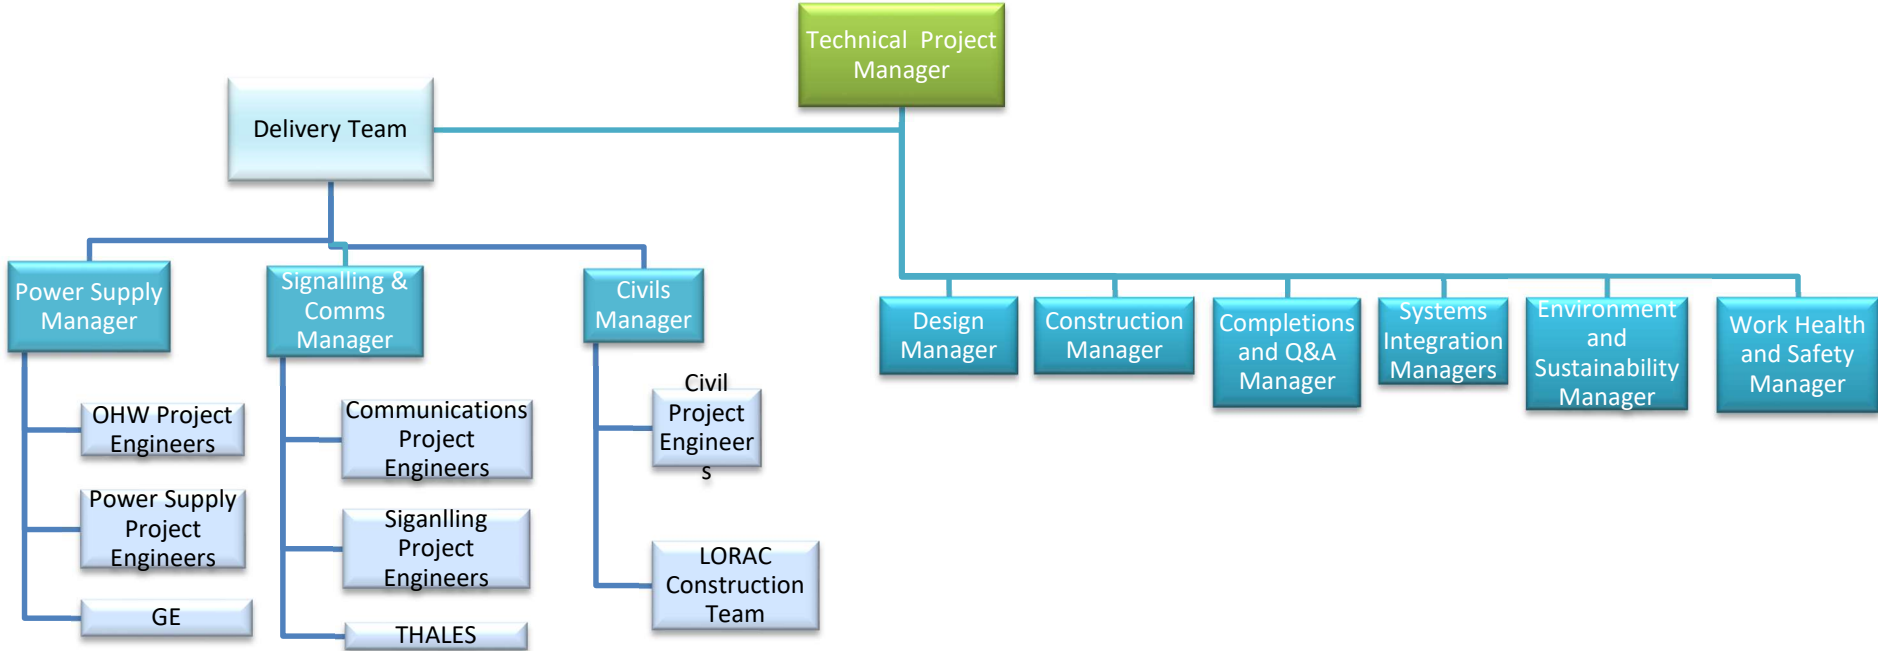 Technical Project
Manager
Delivery Team
Power Supply
Manager
Signalling &
Comms
Manager
Civils
Manager
Design
Manager
Construction
Manager
Completions
and Q&A
Manager
Systems
Integration
Managers
Environment
and
Sustainability
Manager
Work Health
and Safety
Manager
OHW Project
Engineers
Power Supply
Project
Engineers
GE
Communications
Project
Engineers
Siganlling
Project
Engineers
THALES
Civil
Project
Engineer
s
LORAC
Construction
Team